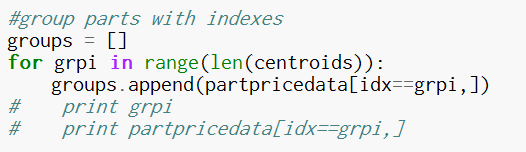 #group parts with indexes
groups = []
for grpi in range(len(centroids)):
    groups.append(partpricedata[idx==grpi,])
#    print grpi
#    print partpricedata[idx==grpi,]